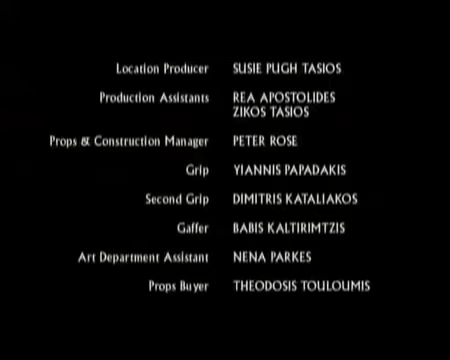 Location Producer SUSIE PUGH TASIOS
Production Assistants REA APOSTOLIDES
ZIKOS TASIOS
Props & Construction Manager PETER ROSE
Grip YIANNIS PAPADAKIS
Second Grip DIMITRIS KATALIAKOS
Gaffer BABIS KALTIRIMTZIS
Art Department Assistant NENA PARKES
Props Buyer THEODOSIS TOULOUMIS